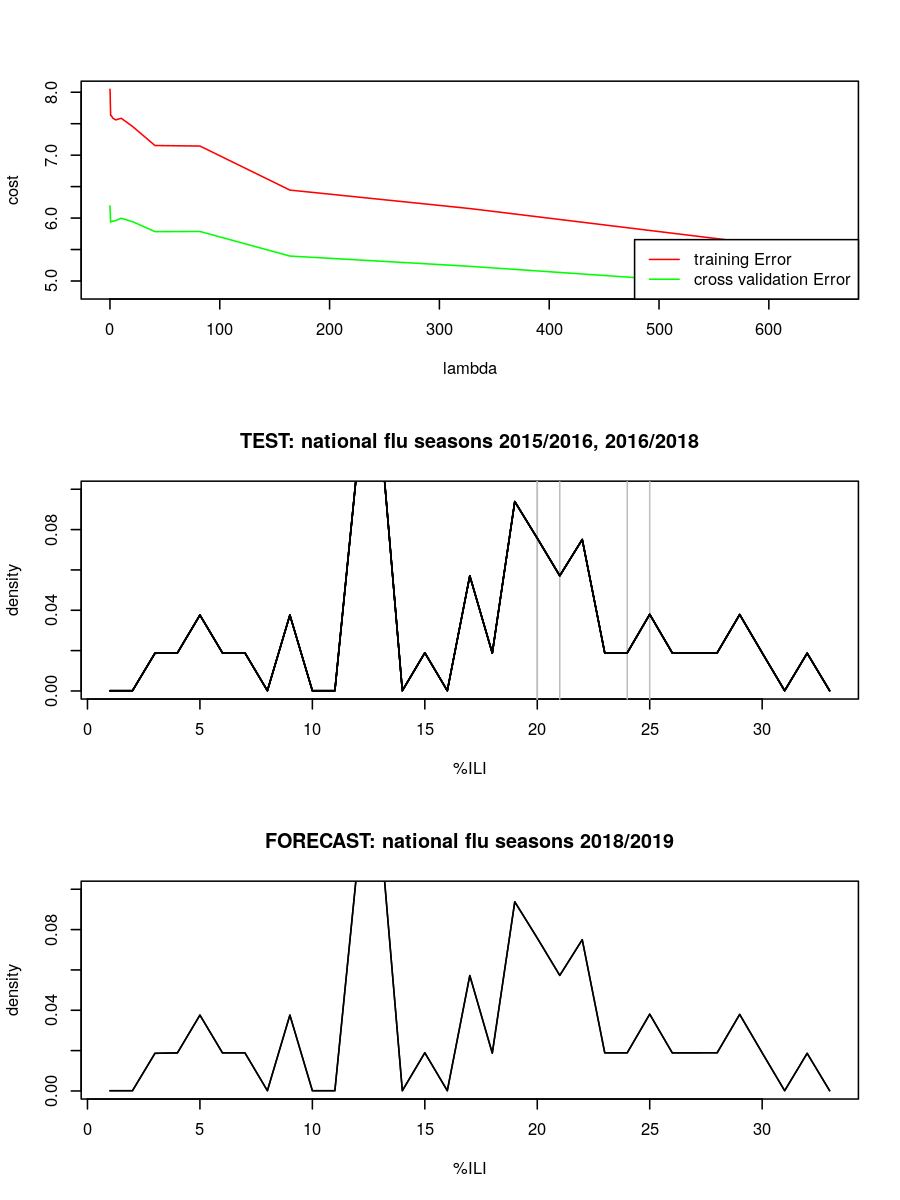 8.0
7.0
6.0
5.0
cost
training Error
cross validation Error
0 100 200 300 400 500 600
lambda
TEST: national flu seasons 2015/2016, 2016/2018
0.08
0.04
0.00
density
0 5 10 15 20 25 30
%ILI
FORECAST: national flu seasons 2018/2019
0.08
0.04
0.00
density
0 5 10 15 20 25 30
%ILI